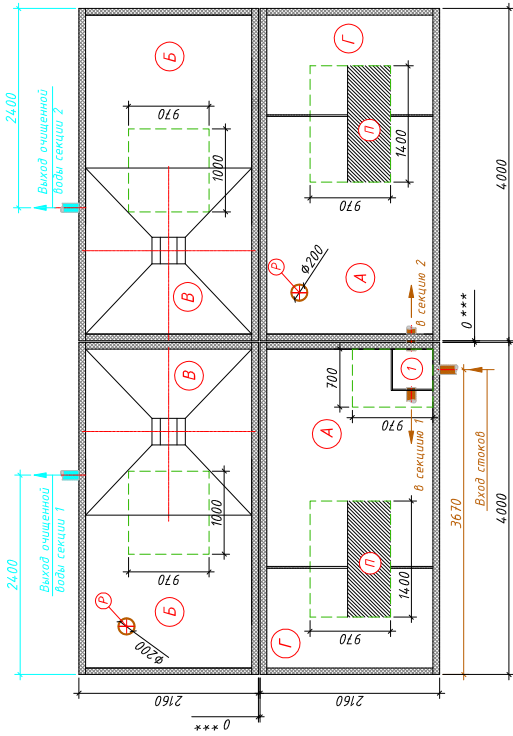 2400
Выход очищенной
воды секции 2
Б
970
1000
В
Г
П
1400
970
Р
Ø200
А
4000
в секцию 2
0 ***
2400
Выход очищенной
воды секции 1
В
1000
970
Р
Ø200
Б
А
700
970
1
в секцию 1
Вход стоков
3670
4000
П
1400
970
Г
2160
2160
0 ***